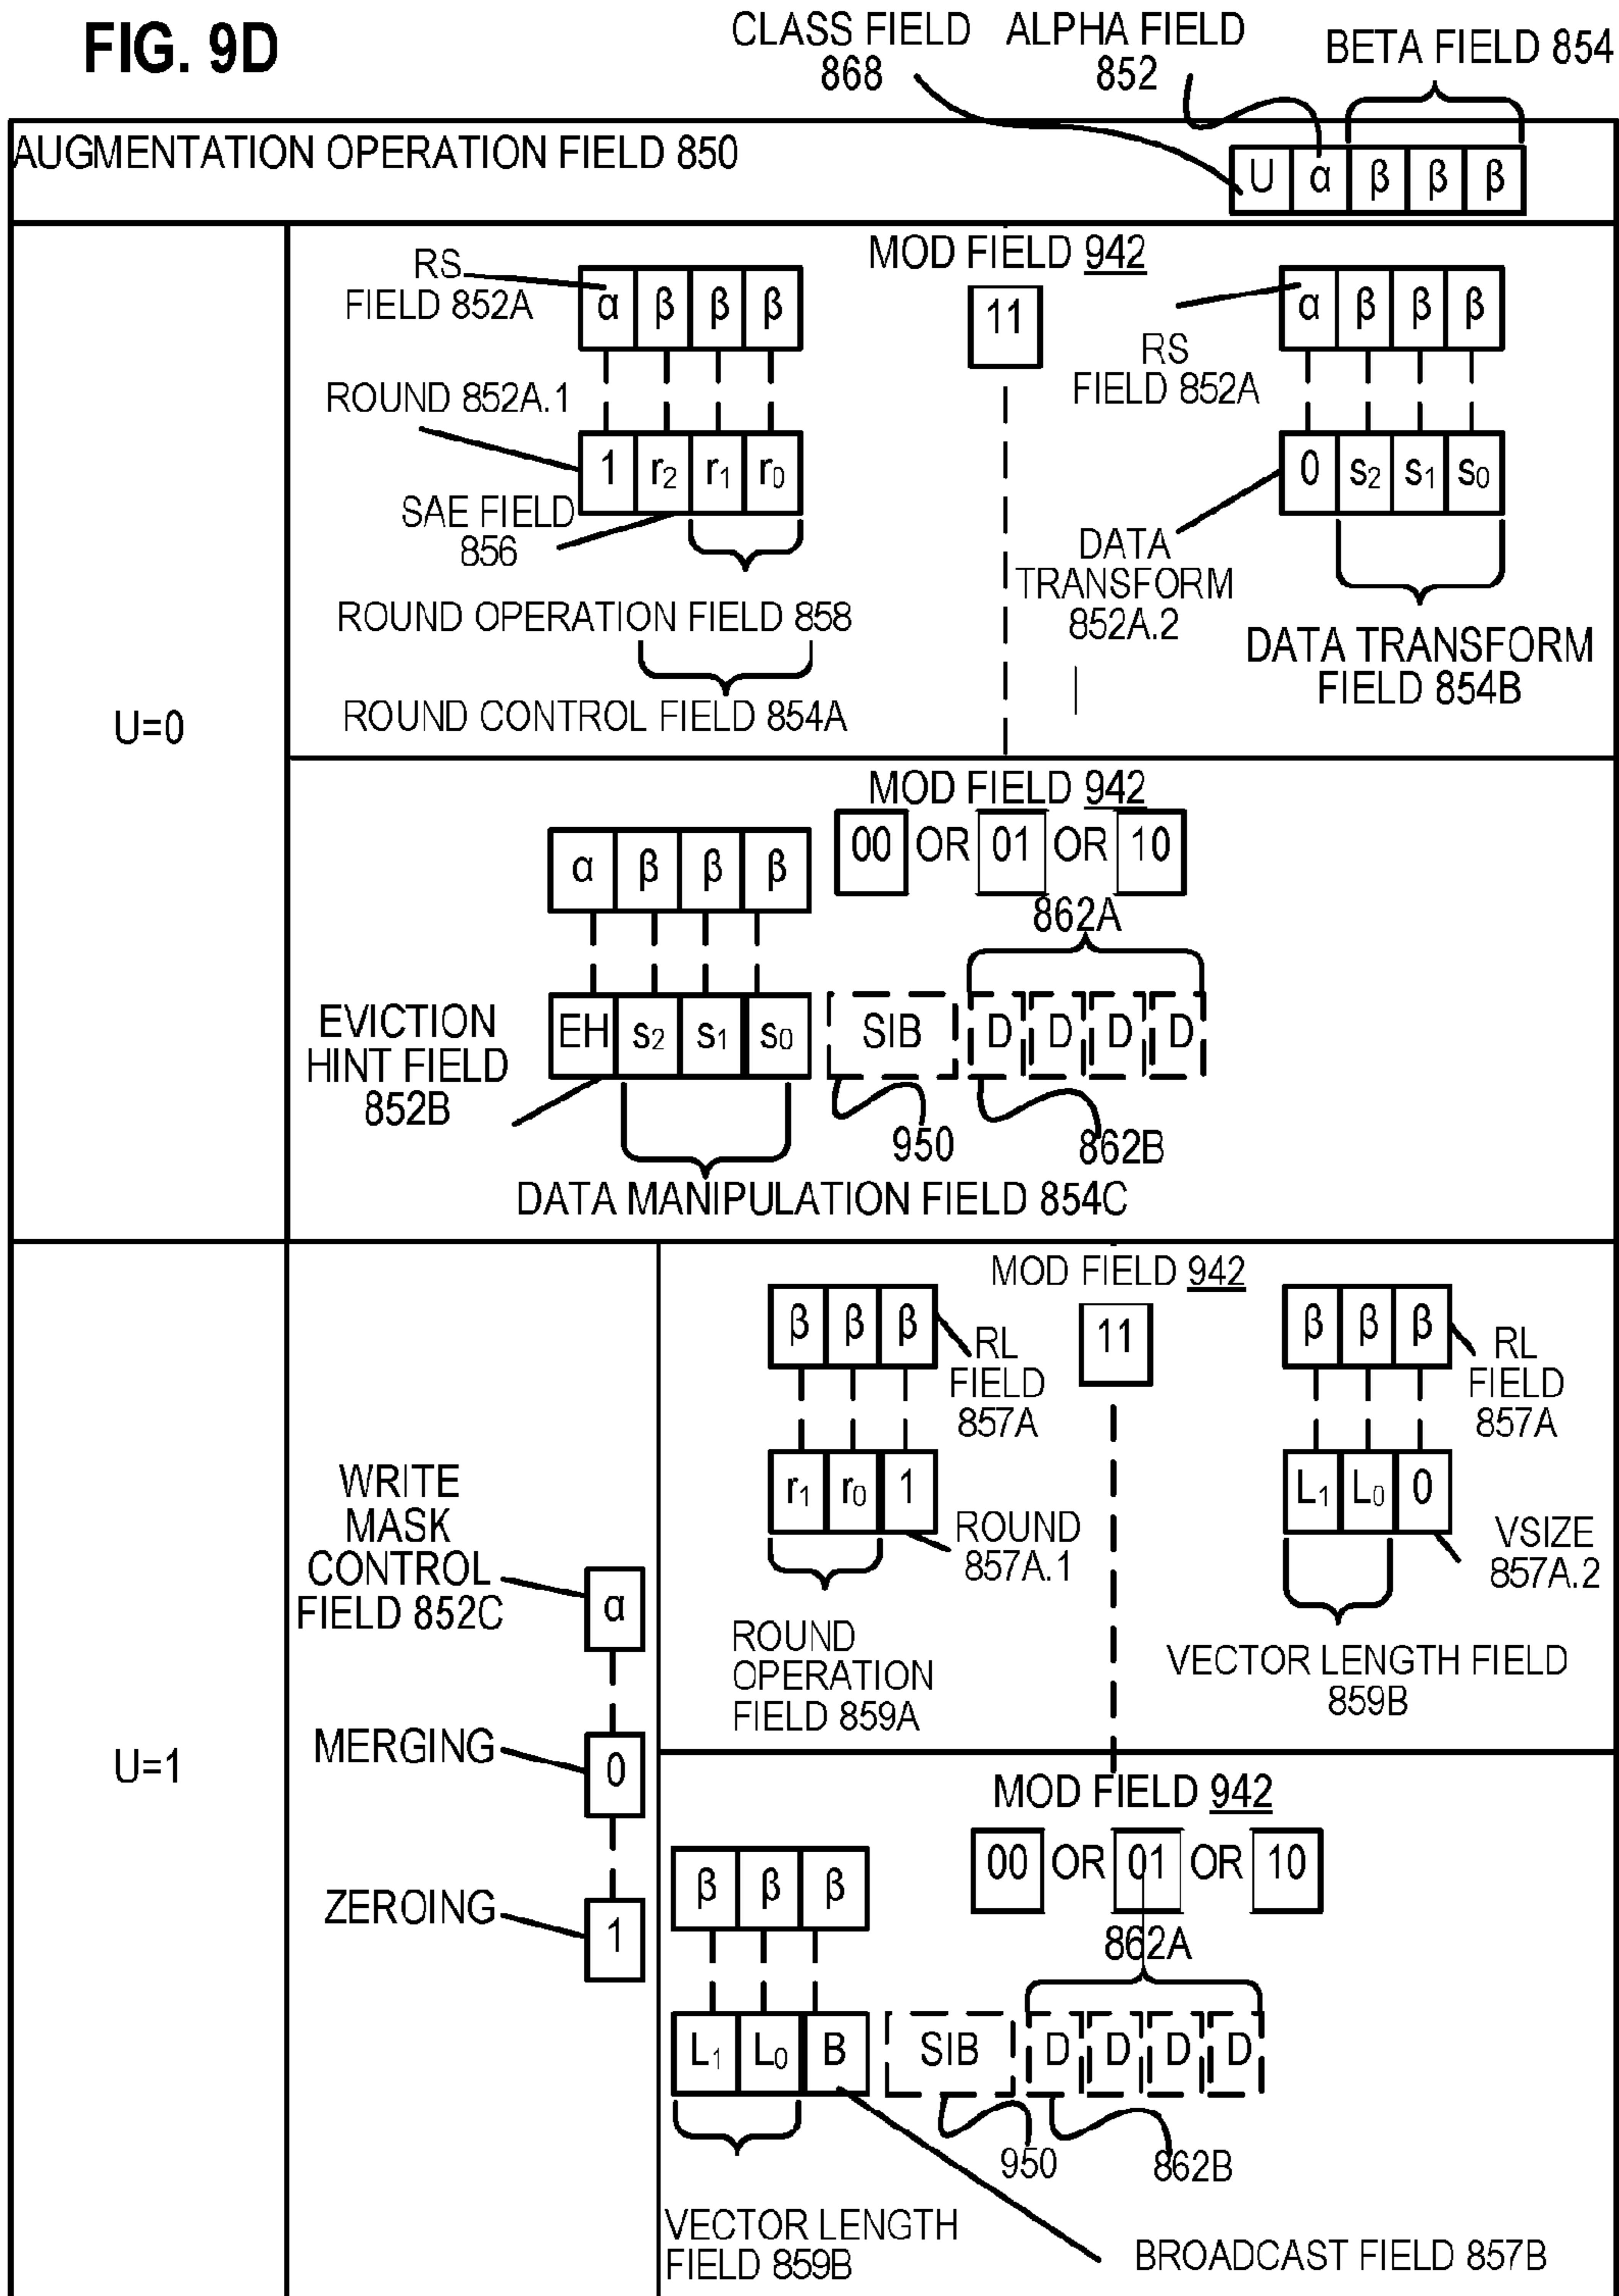 FIG. 9D
CLASS FIELD
868
ALPHA FIELD
852
BETA FIELD 854
AUGMENTATION OPERATION FIELD 850
U α β β β
U=0
MOD FIELD 942
11
RS
FIELD 852A
α β β β
ROUND 852A.1
1 r2 r1 r0
SAE FIELD
856
ROUND OPERATION FIELD 858
ROUND CONTROL FIELD 854A
α β β β
RS
FIELD 852A
0 s2 s1 s0
DATA
TRANSFORM
852A.2
DATA TRANSFORM
FIELD 854B
MOD FIELD 942
00 OR 01 OR 10
α β β β
862A
EVICTION
HINT FIELD
852B
EH s2 s1 s0 SIB D D D D
950
862B
DATA MANIPULATION FIELD 854C
U=1
WRITE
MASK
CONTROL
FIELD 852C
α
MERGING 0
ZEROING 1
MOD FIELD 942
11
β β β
RL
FIELD
857A
r1 r0 1
ROUND
857A.1
ROUND
OPERATION
FIELD 859A
β β β
RL
FIELD
857A
L1 L0 0
VSIZE
857A.2
VECTOR LENGTH FIELD
859B
MOD FIELD 942
00 OR 01 OR 10
β β β
862A
L1 L0 B SIB D D D D
950
862B
VECTOR LENGTH
FIELD 859B
BROADCAST FIELD 857B